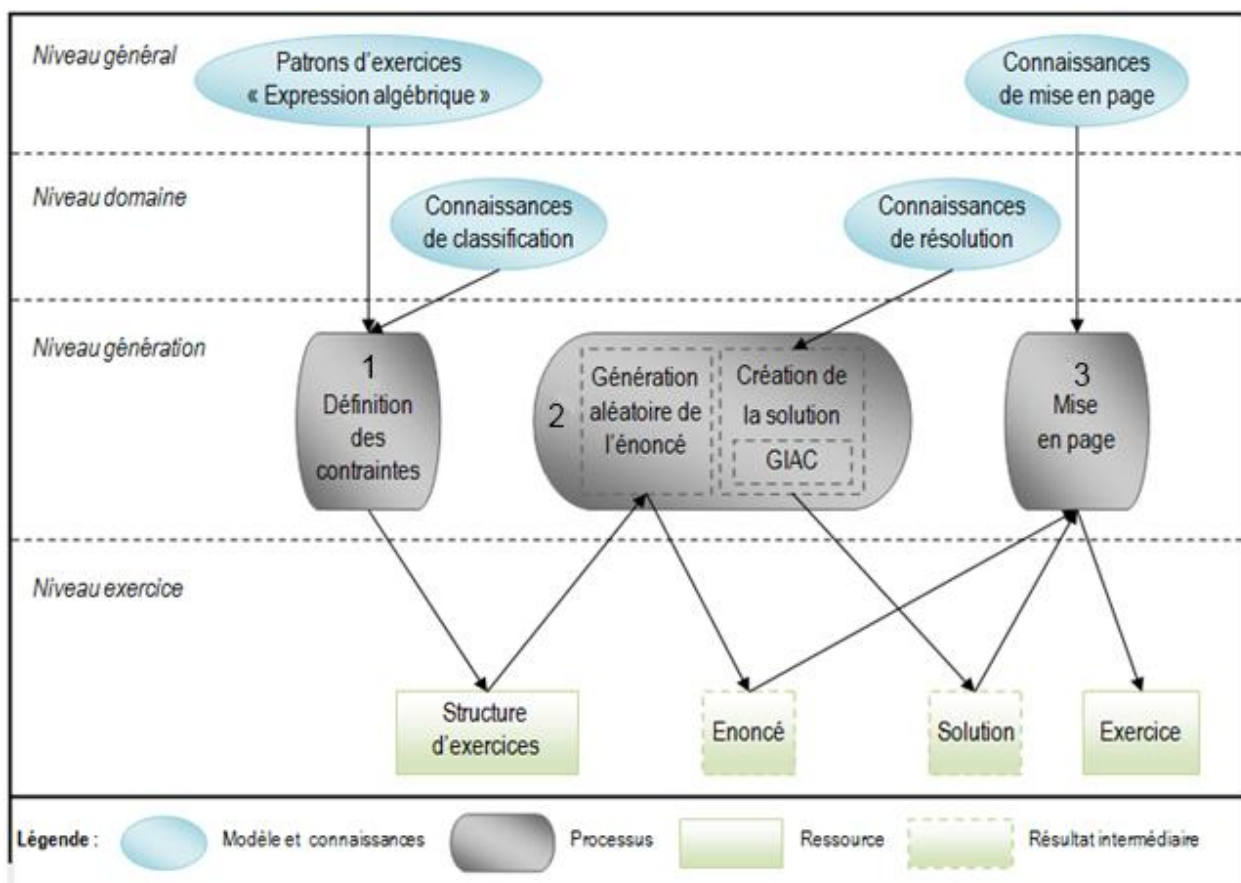 Niveau général
Patrons d'exercices
« Expression algébrique »
Connaissances
de mise en page
Niveau domaine
Connaissances
de classification
Connaissances
de résolution
Niveau génération
1
Définition
des
contraintes
2
Génération
aléatoire de
l'énoncé
Création de
la solution
GIAC
3
Mise
en page
Niveau exercice
Structure
d'exercices
Enoncé
Solution
Exercice
Légende : Modèle et connaissances Processus Ressource Résultat intermédiaire